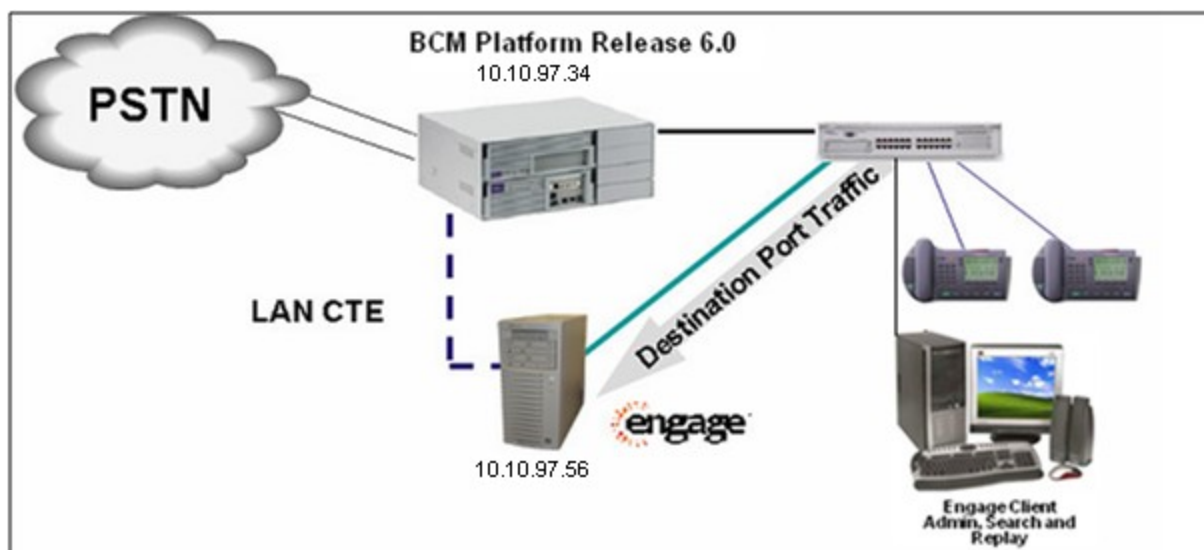 BCM Platform Release 6.0
10.10.97.34
PSTN
Destination Port Traffic
LAN CTE
engage
10.10.97.56
Engage Client
Admin, Search and
Replay